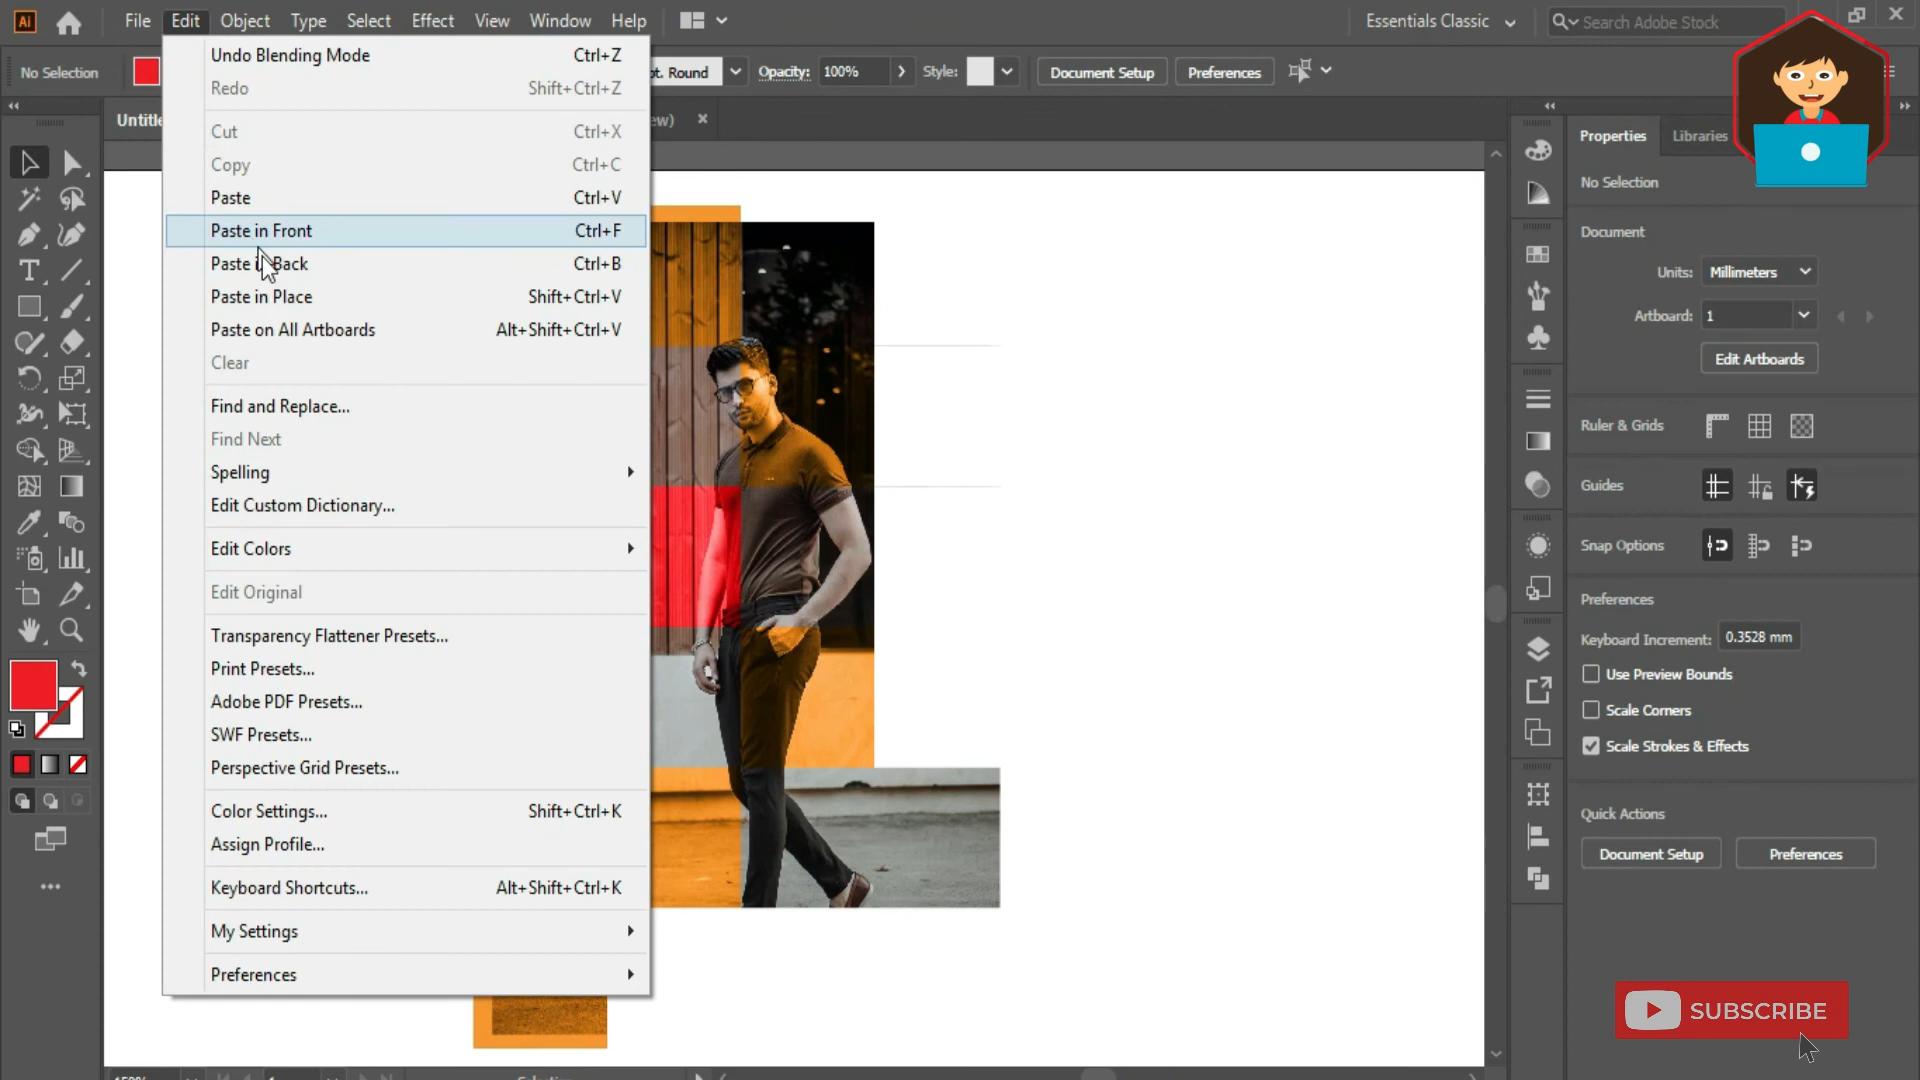 Ai File Edit Object Type Select Effect View Window Help Essentials Classic Search Adobe Stock
No Selection pt. Round Opacity: 100% Style: Document Setup Preferences
Untitle ew) ×
Undo Blending Mode Ctrl+Z
Redo Shift+Ctrl+Z
Cut Ctrl+X
Copy Ctrl+C
Paste Ctrl+V
Paste in Front Ctrl+F
Paste in Back Ctrl+B
Paste in Place Shift+Ctrl+V
Paste on All Artboards Alt+Shift+Ctrl+V
Clear
Find and Replace...
Find Next
Spelling
Edit Custom Dictionary...
Edit Colors
Edit Original
Transparency Flattener Presets...
Print Presets...
Adobe PDF Presets...
SWF Presets...
Perspective Grid Presets...
Color Settings... Shift+Ctrl+K
Assign Profile...
Keyboard Shortcuts... Alt+Shift+Ctrl+K
My Settings
Preferences
Properties Libraries
No Selection
Document
Units: Millimeters
Artboard: 1
Edit Artboards
Ruler & Grids
Guides
Snap Options
Preferences
Keyboard Increment: 0.3528 mm
Use Preview Bounds
Scale Corners
Scale Strokes & Effects
Quick Actions
Document Setup Preferences
SUBSCRIBE